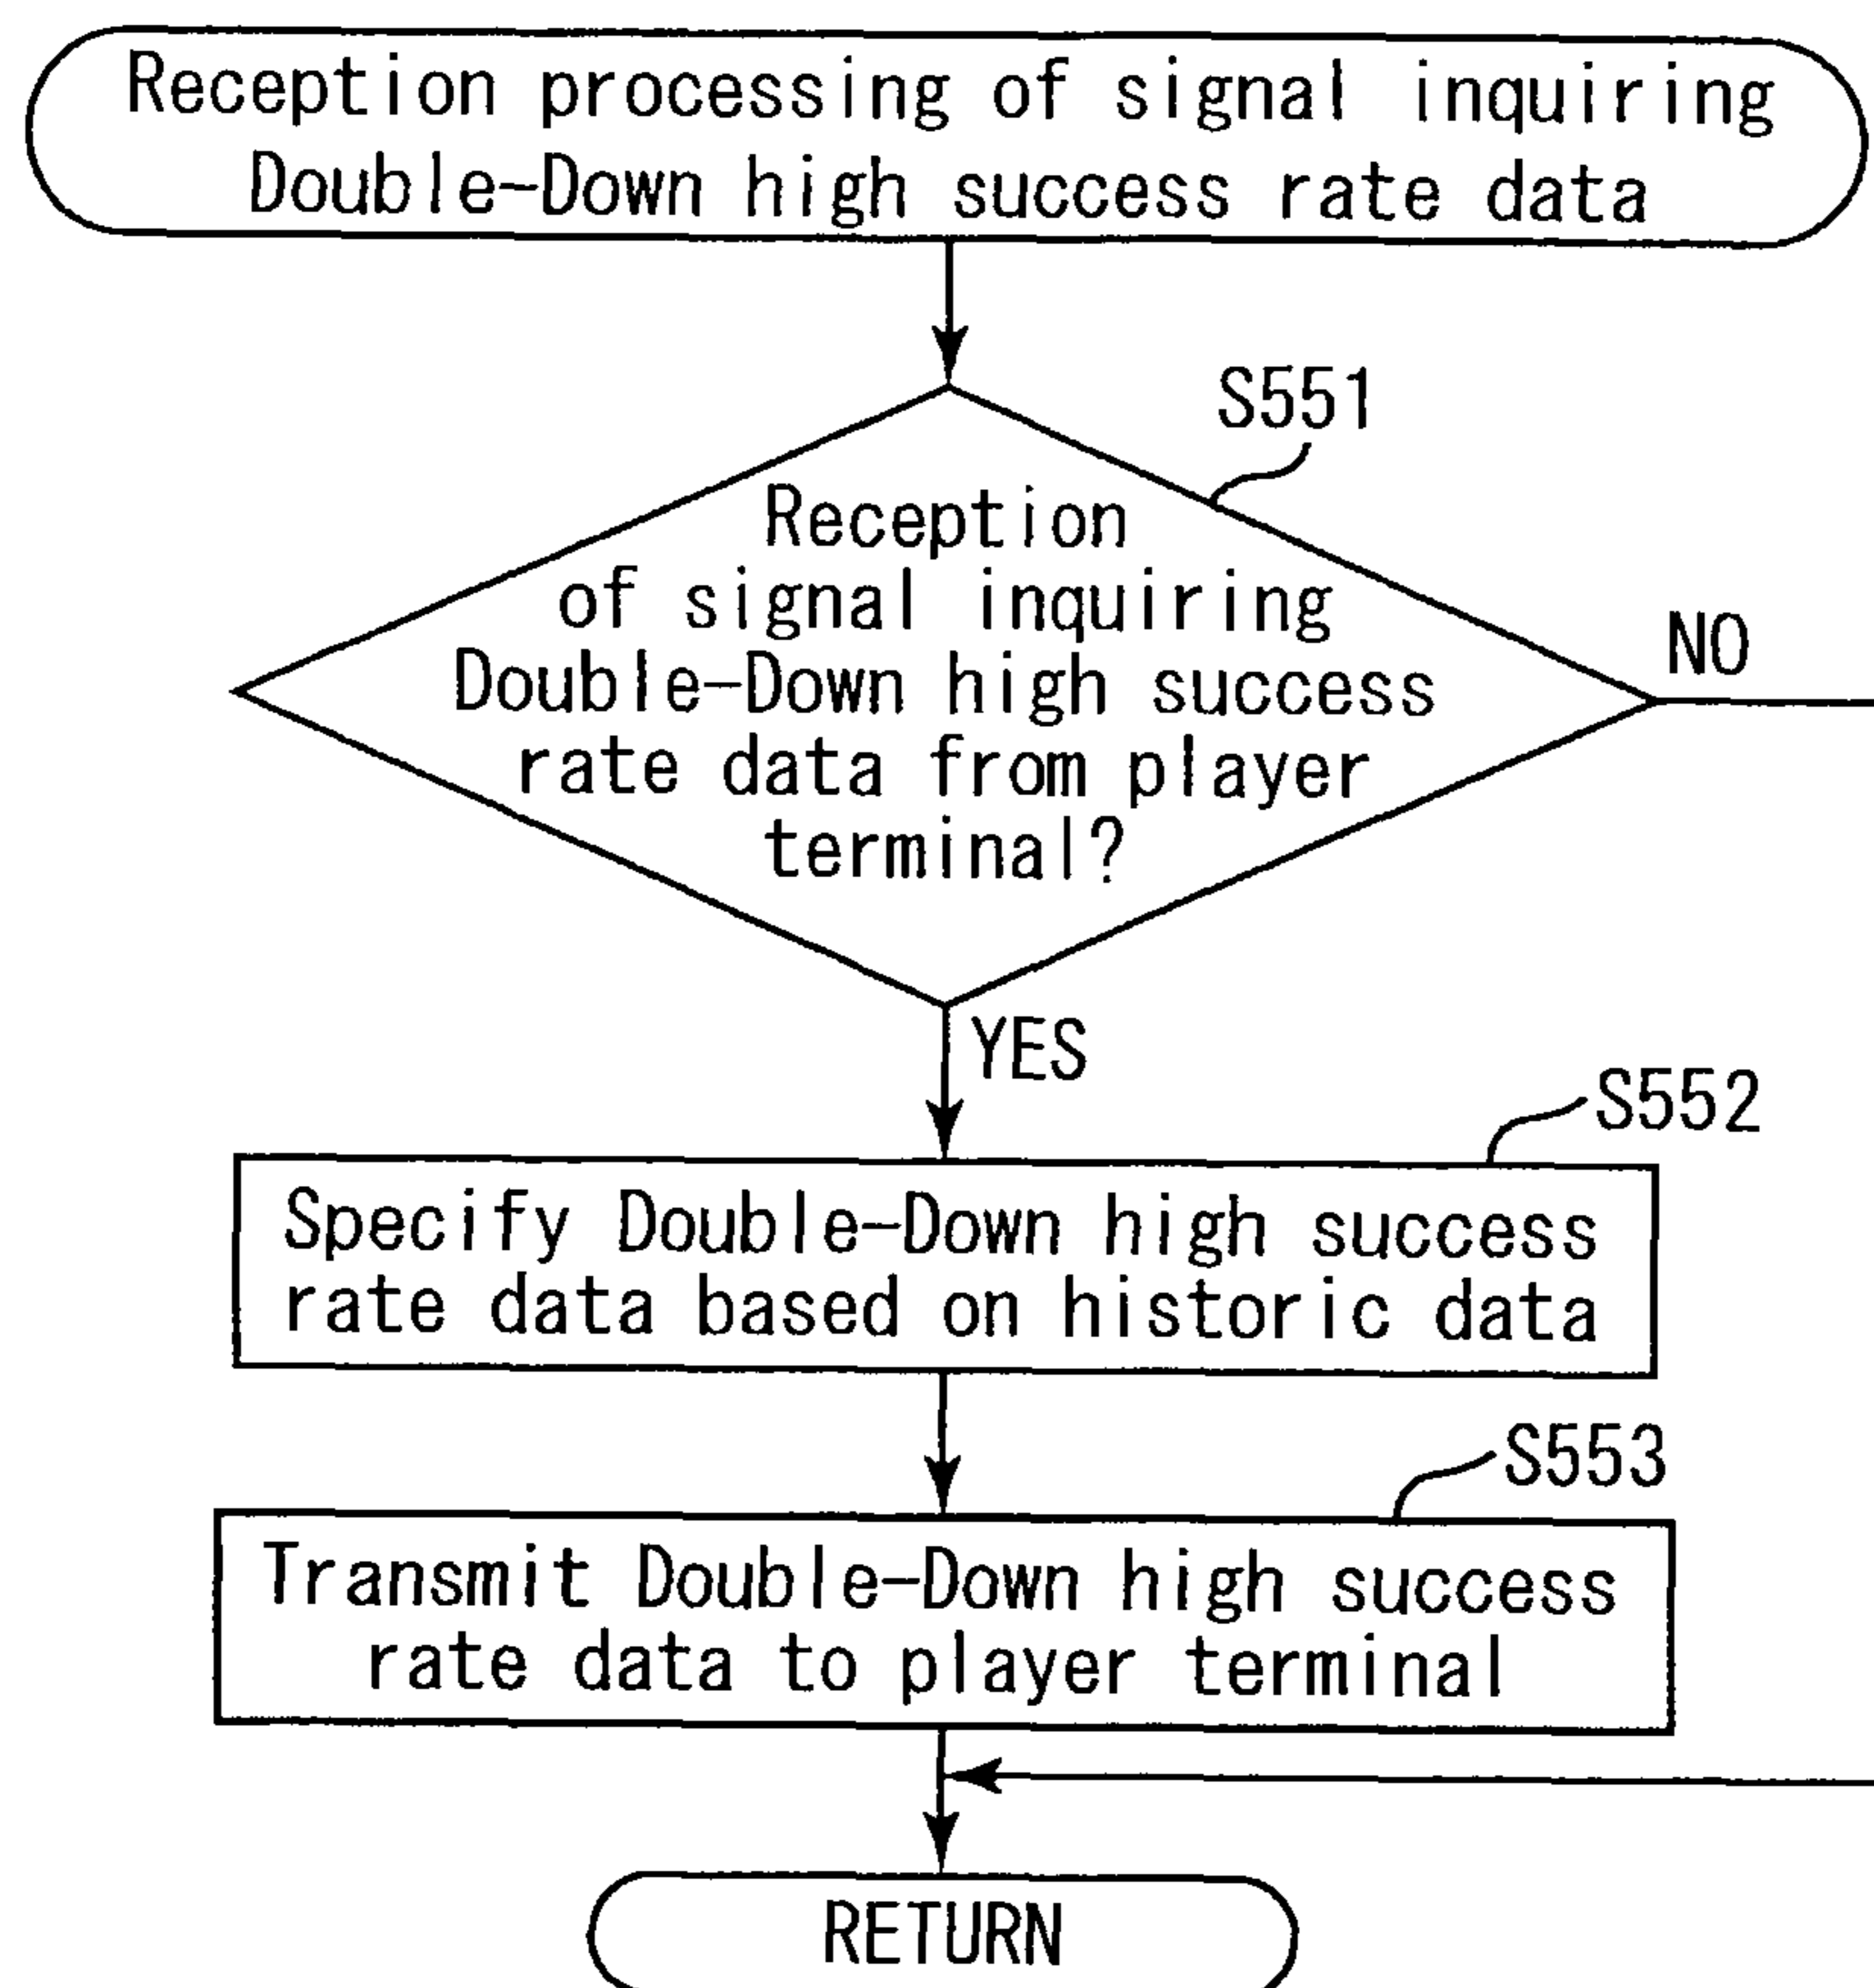 Reception processing of signal inquiring
Double-Down high success rate data
S551
Reception
of signal inquiring
Double-Down high success
rate data from player
terminal?
NO
YES
S552
Specify Double-Down high success
rate data based on historic data
S553
Transmit Double-Down high success
rate data to player terminal
RETURN